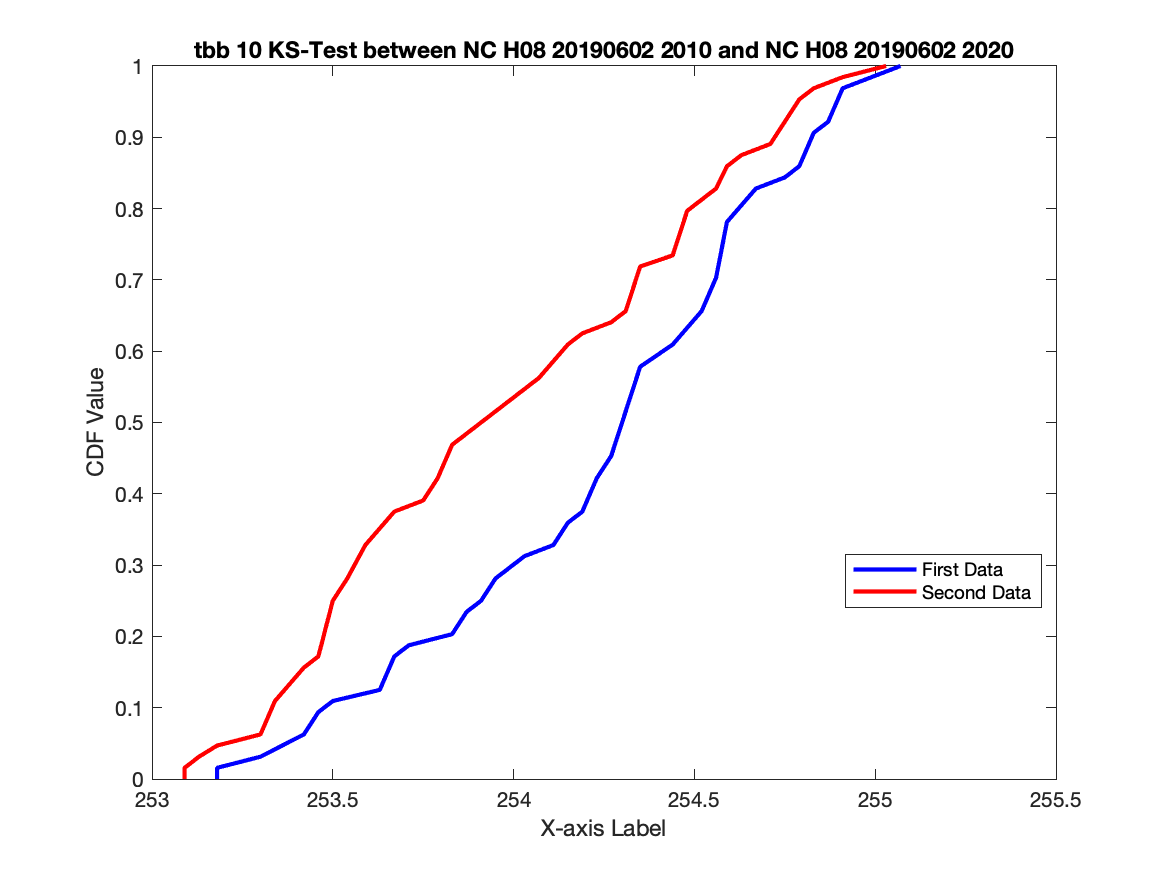 tbb 10 KS-Test between NC H08 20190602 2010 and NC H08 20190602 2020
1
0.9
0.8
0.7
0.6
0.5
0.4
0.3
0.2
0.1
0
CDF Value
First Data
Second Data
253 253.5 254 254.5 255 255.5
X-axis Label